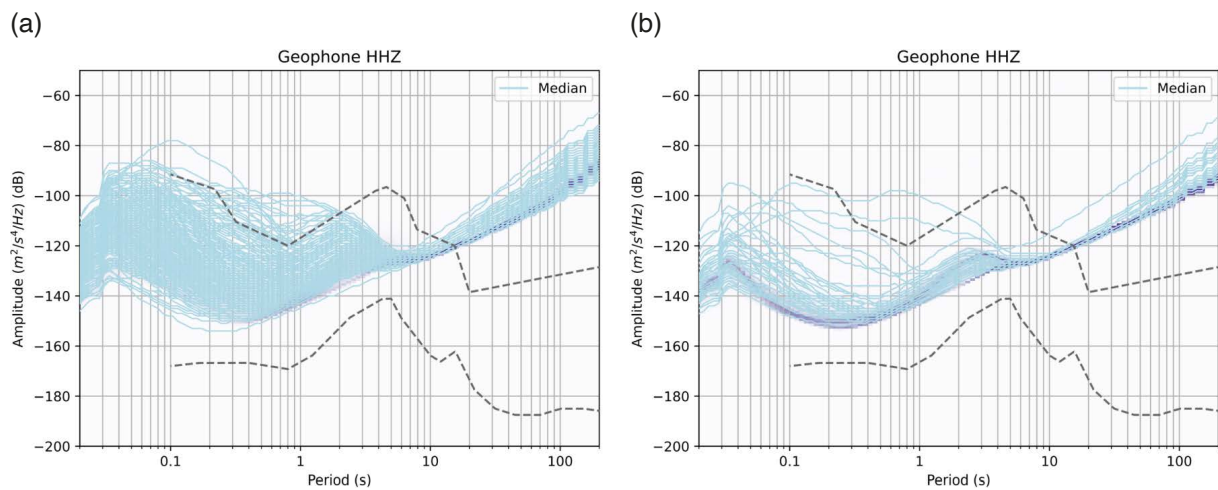 (a)
Geophone HHZ
Median
Amplitude (m²/s⁴/Hz) (dB)
−60
−80
−100
−120
−140
−160
−180
−200
0.1 1 10 100
Period (s)
(b)
Geophone HHZ
Median
Amplitude (m²/s⁴/Hz) (dB)
−60
−80
−100
−120
−140
−160
−180
−200
0.1 1 10 100
Period (s)